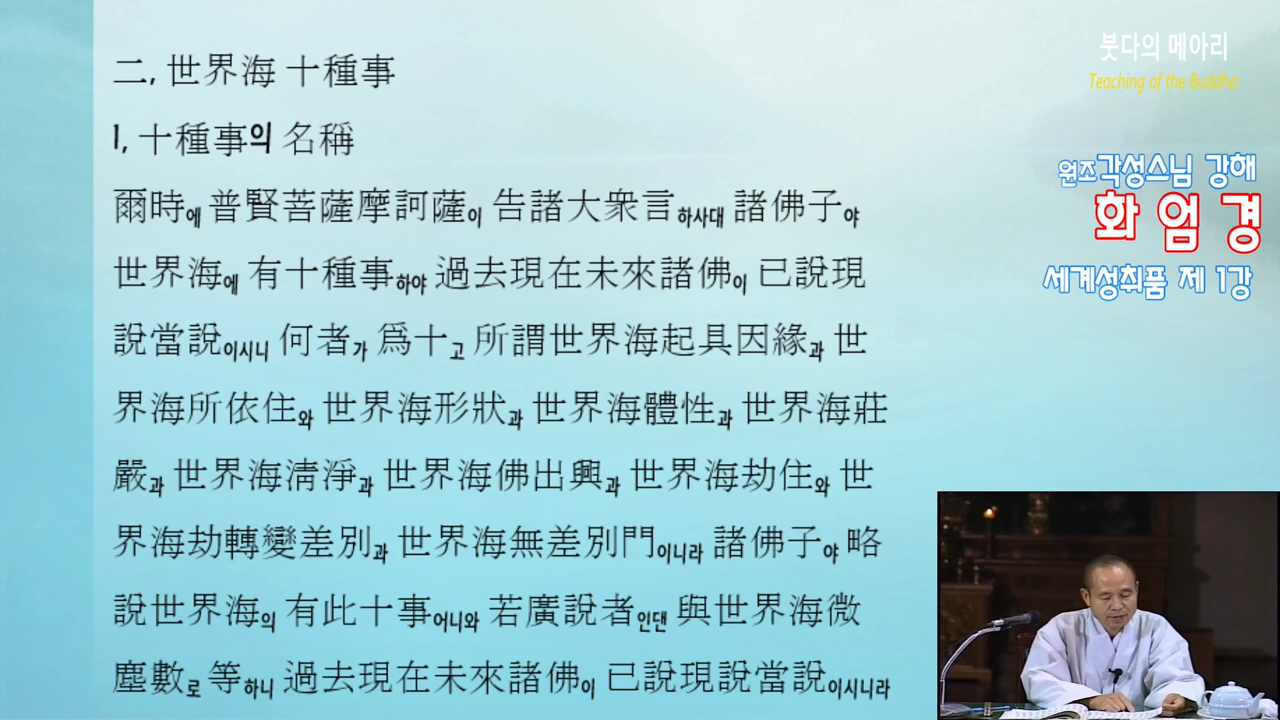 二, 世界海 十種事
1, 十種事의 名稱
爾時에 普賢菩薩摩訶薩이 告諸大衆言하사대 諸佛子야
世界海에 有十種事하야 過去現在未來諸佛이 已說現
說當說이시니 何者가 爲十고 所謂世界海起具因緣과 世
界海所依住와 世界海形狀과 世界海體性과 世界海莊
嚴과 世界海淸淨과 世界海佛出興과 世界海劫住와 世
界海劫轉變差別과 世界海無差別門이니라 諸佛子야 略
說世界海의 有此十事어니와 若廣說者인댄 與世界海微
塵數로 等하니 過去現在未來諸佛이 已說現說當說이시니라
붓다의 메아리
Teaching of the Buddha
원조각성스님 강해
화엄경
세계성취품 제 1강